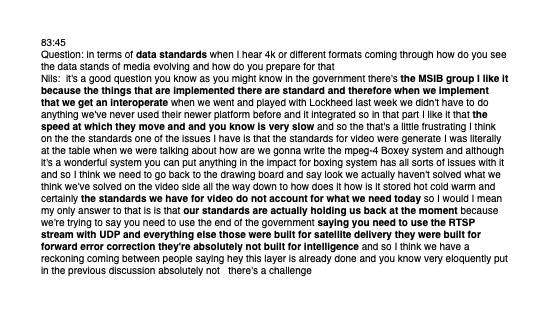 83:45
Question: in terms of data standards when I hear 4k or different formats coming through how do you see
the data stands of media evolving and how do you prepare for that
Nils:  it's a good question you know as you might know in the government there's the MSIB group I like it
because the things that are implemented there are standard and therefore when we implement
that we get an interoperate when we went and played with Lockheed last week we didn't have to do
anything we've never used their newer platform before and it integrated so in that part I like it that the
speed at which they move and and you know is very slow and so the that's a little frustrating I think
on the the standards one of the issues I have is that the standards for video were generate I was literally
at the table when we were talking about how are we gonna write the mpeg-4 Boxey system and although
it's a wonderful system you can put anything in the impact for boxing system has all sorts of issues with it
and so I think we need to go back to the drawing board and say look we actually haven't solved what we
think we've solved on the video side all the way down to how does it how is it stored hot cold warm and
certainly the standards we have for video do not account for what we need today so I would I mean
my only answer to that is is that our standards are actually holding us back at the moment because
we're trying to say you need to use the end of the government saying you need to use the RTSP
stream with UDP and everything else those were built for satellite delivery they were built for
forward error correction they're absolutely not built for intelligence and so I think we have a
reckoning coming between people saying hey this layer is already done and you know very eloquently put
in the previous discussion absolutely not   there's a challenge